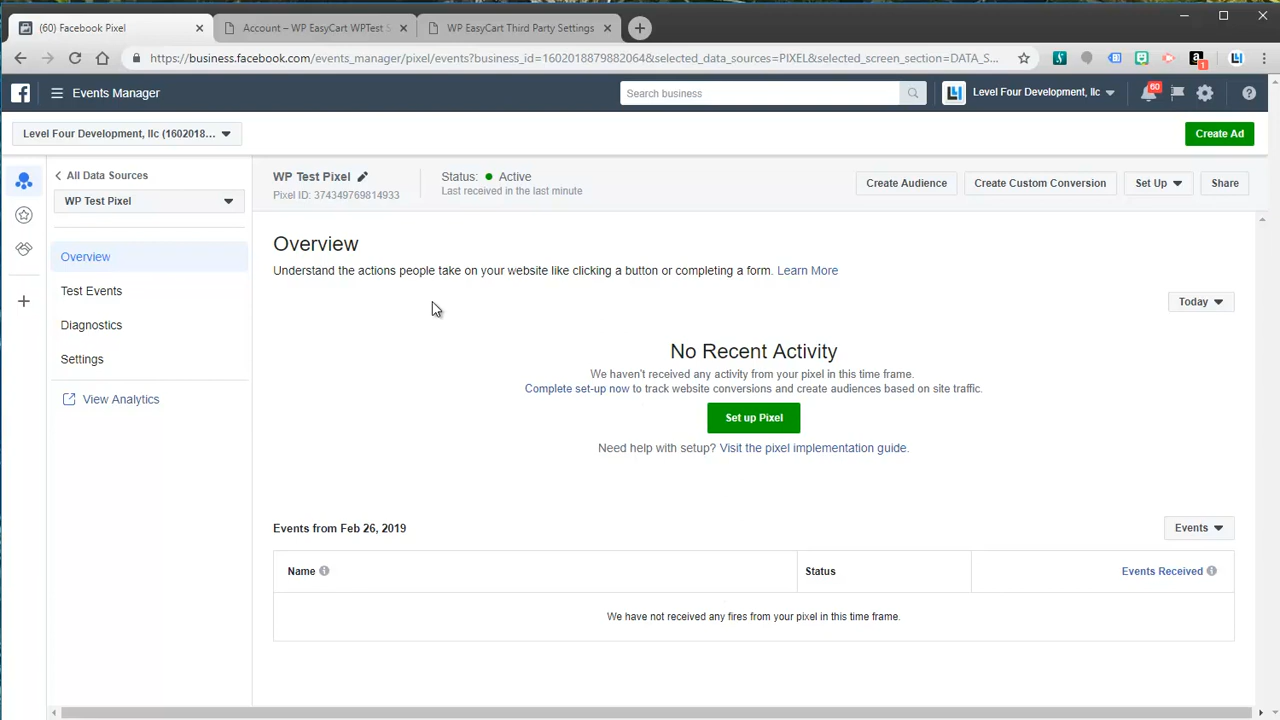 (60) Facebook Pixel
Account – WP EasyCart WPTest S
WP EasyCart Third Party Settings
https://business.facebook.com/events_manager/pixel/events?business_id=1602018879882064&selected_data_sources=PIXEL&selected_screen_section=DATA_S...
Events Manager
Search business
Level Four Development, llc
60
Level Four Development, llc (1602018...
Create Ad
All Data Sources
WP Test Pixel
Overview
Test Events
Diagnostics
Settings
View Analytics
WP Test Pixel
Pixel ID: 374349769814933
Status: Active
Last received in the last minute
Create Audience
Create Custom Conversion
Set Up
Share
Overview
Understand the actions people take on your website like clicking a button or completing a form. Learn More
Today
No Recent Activity
We haven't received any activity from your pixel in this time frame.
Complete set-up now to track website conversions and create audiences based on site traffic.
Set up Pixel
Need help with setup? Visit the pixel implementation guide.
Events from Feb 26, 2019
Events
Name
Status
Events Received
We have not received any fires from your pixel in this time frame.